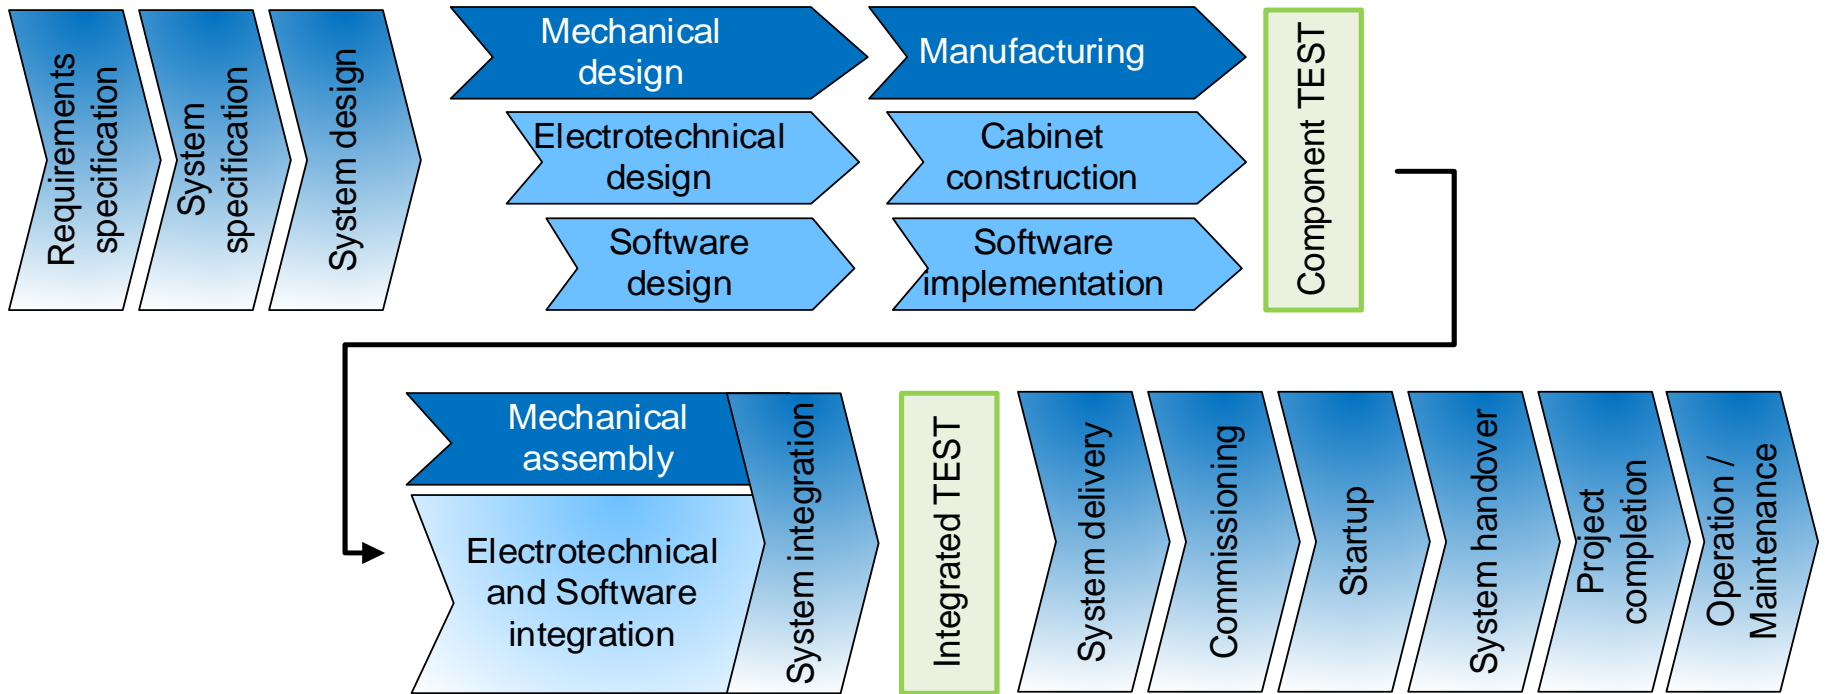 Requirements
specification
System
specification
System design
Mechanical
design
Manufacturing
Electrotechnical
design
Cabinet
construction
Software
design
Software
implementation
Component TEST
Mechanical
assembly
Electrotechnical
and Software
integration
System integration
Integrated TEST
System delivery
Commissioning
Startup
System handover
Project
completion
Operation /
Maintenance